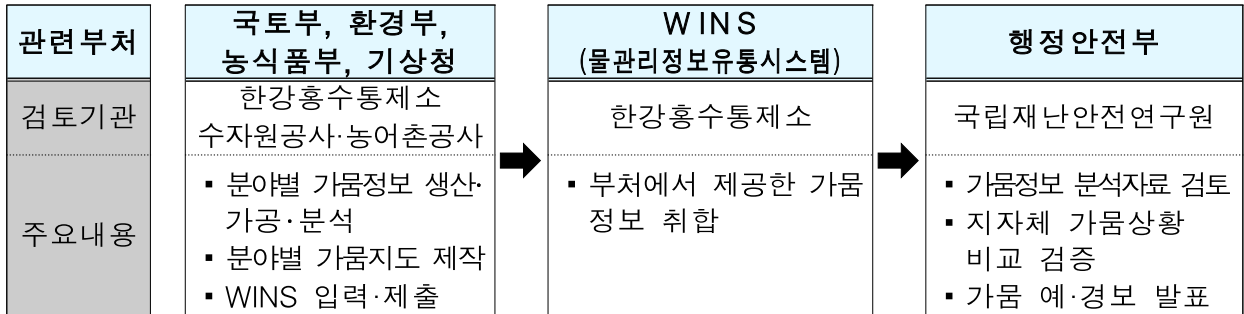 관련부처
검토기관
주요내용
국토부, 환경부,
농식품부, 기상청
한강홍수통제소
수자원공사·농어촌공사
▪ 분야별 가뭄정보 생산·
가공·분석
▪ 분야별 가뭄지도 제작
▪ WINS 입력·제출
WINS
(물관리정보유통시스템)
한강홍수통제소
▪ 부처에서 제공한 가뭄
정보 취합
행정안전부
국립재난안전연구원
▪ 가뭄정보 분석자료 검토
▪ 지자체 가뭄상황
비교 검증
▪ 가뭄 예·경보 발표